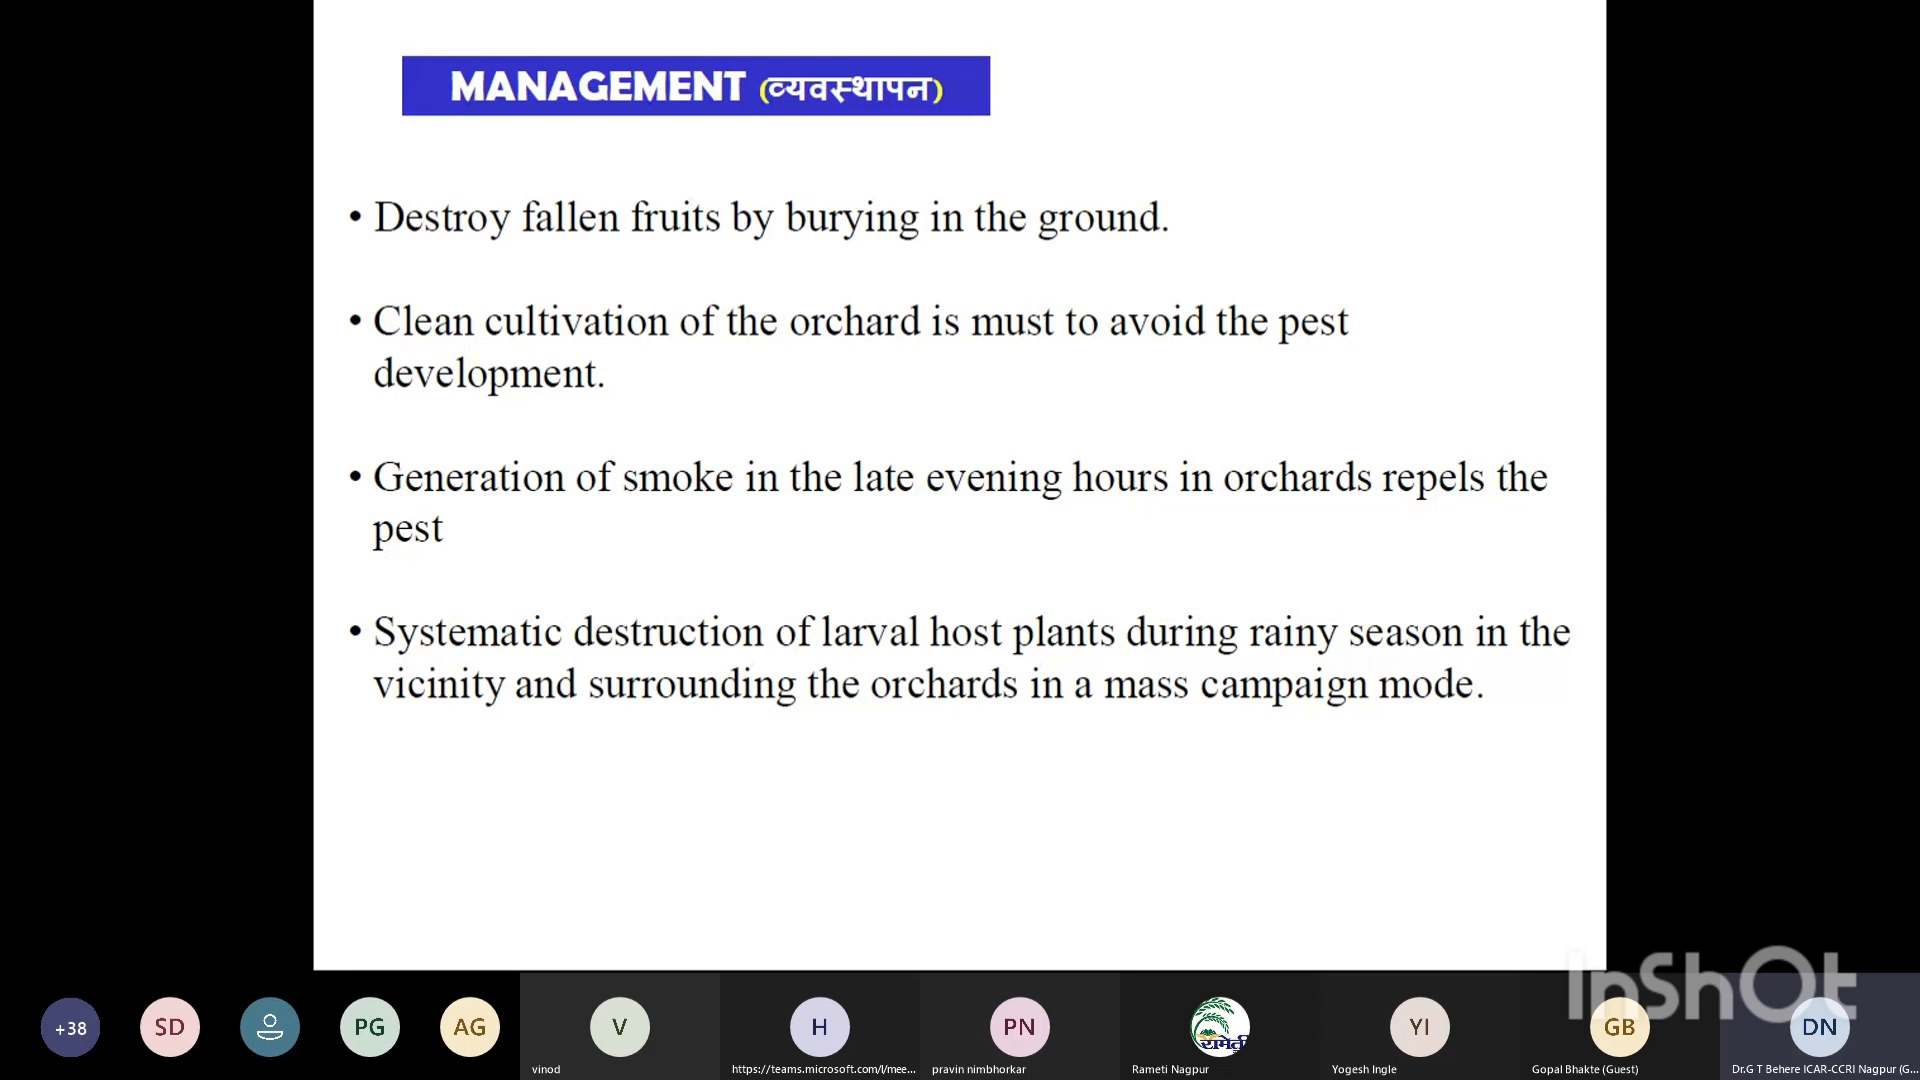 MANAGEMENT (व्यवस्थापन)
• Destroy fallen fruits by burying in the ground.
• Clean cultivation of the orchard is must to avoid the pest
development.
• Generation of smoke in the late evening hours in orchards repels the
pest
• Systematic destruction of larval host plants during rainy season in the
vicinity and surrounding the orchards in a mass campaign mode.
InShOt
+38
SD
PG
AG
V
H
PN
रामेती
YI
GB
DN
vinod
https://teams.microsoft.com/l/mee...
pravin nimbhorkar
Rameti Nagpur
Yogesh Ingle
Gopal Bhakte (Guest)
Dr.G T Behere ICAR-CCRI Nagpur (G...